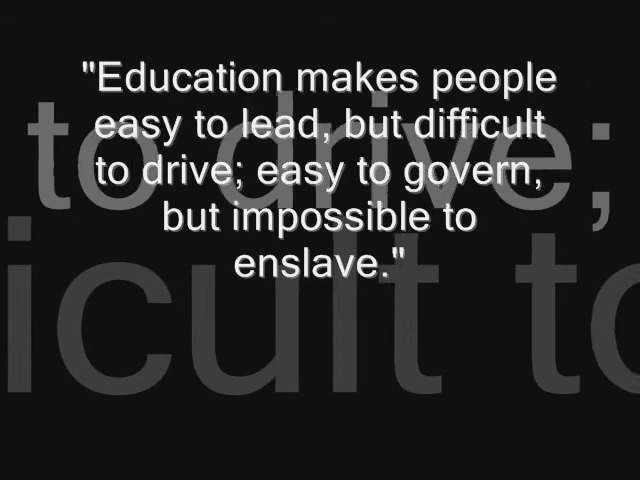 "Education makes people
easy to lead, but difficult
to drive; easy to govern,
but impossible to
enslave."
to drive;
icult to